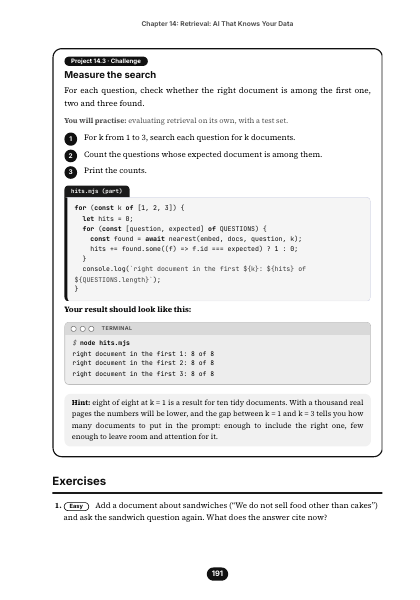 Chapter 14: Retrieval: AI That Knows Your Data
Project 14.3 · Challenge
Measure the search
For each question, check whether the right document is among the first one,
two and three found.
You will practise: evaluating retrieval on its own, with a test set.
1 For k from 1 to 3, search each question for k documents.
2 Count the questions whose expected document is among them.
3 Print the counts.
hits.mjs (part)
for (const k of [1, 2, 3]) {
let hits = 0;
for (const [question, expected] of QUESTIONS) {
const found = await nearest(embed, docs, question, k);
hits += found.some((f) => f.id === expected) ? 1 : 0;
}
console.log(`right document in the first ${k}: ${hits} of
${QUESTIONS.length}`);
}
Your result should look like this:
TERMINAL
$ node hits.mjs
right document in the first 1: 8 of 8
right document in the first 2: 8 of 8
right document in the first 3: 8 of 8
Hint: eight of eight at k = 1 is a result for ten tidy documents. With a thousand real
pages the numbers will be lower, and the gap between k = 1 and k = 3 tells you how
many documents to put in the prompt: enough to include the right one, few
enough to leave room and attention for it.
Exercises
1. Easy Add a document about sandwiches (“We do not sell food other than cakes”)
and ask the sandwich question again. What does the answer cite now?
191